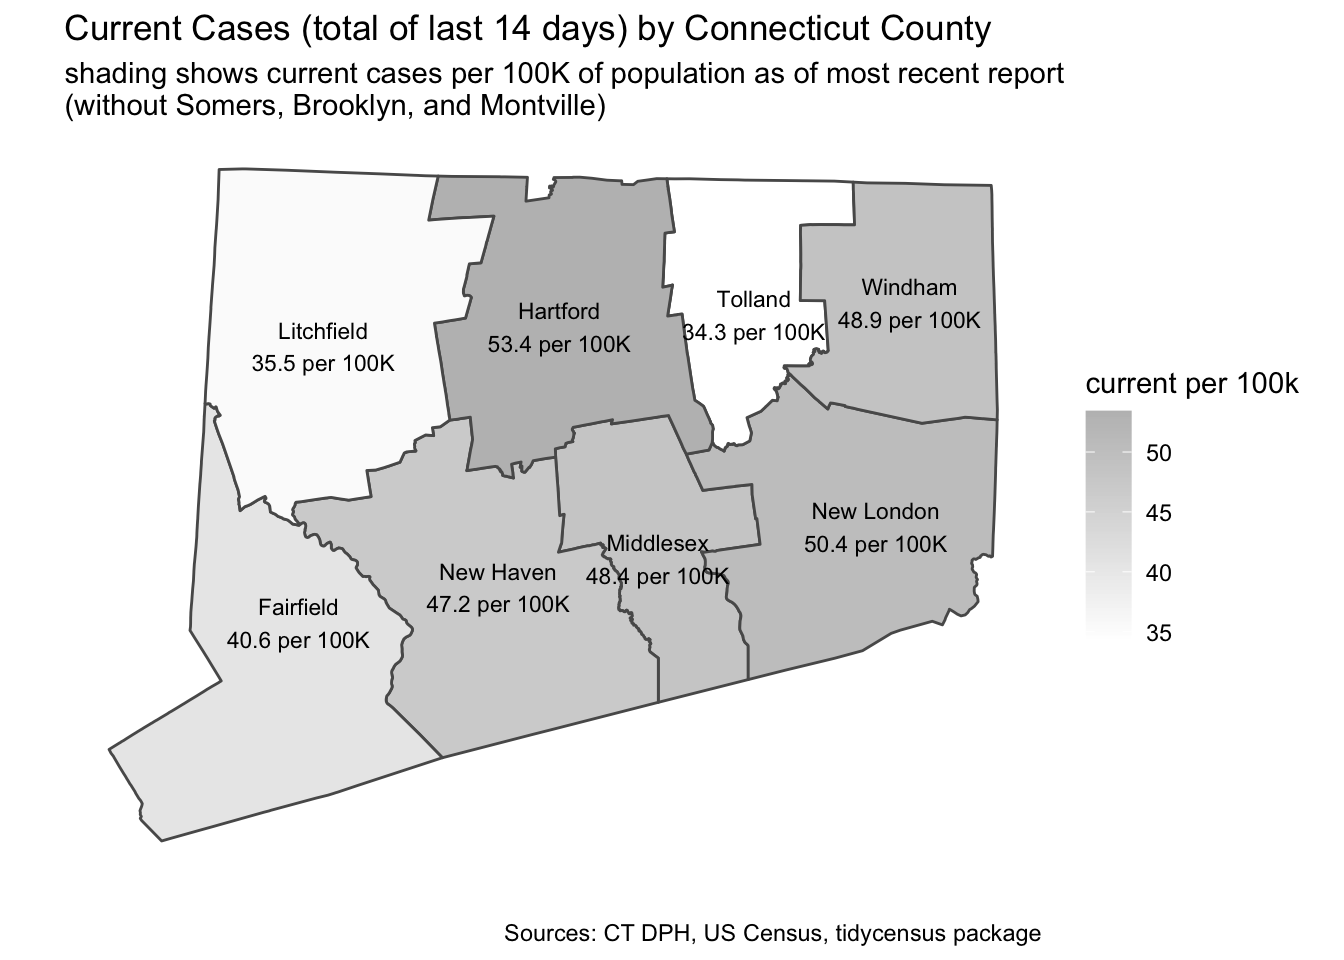 Current Cases (total of last 14 days) by Connecticut County
shading shows current cases per 100K of population as of most recent report
(without Somers, Brooklyn, and Montville)
Litchfield
35.5 per 100K
Hartford
53.4 per 100K
Tolland
34.3 per 100K
Windham
48.9 per 100K
Fairfield
40.6 per 100K
New Haven
47.2 per 100K
Middlesex
48.4 per 100K
New London
50.4 per 100K
current per 100k
50
45
40
35
Sources: CT DPH, US Census, tidycensus package